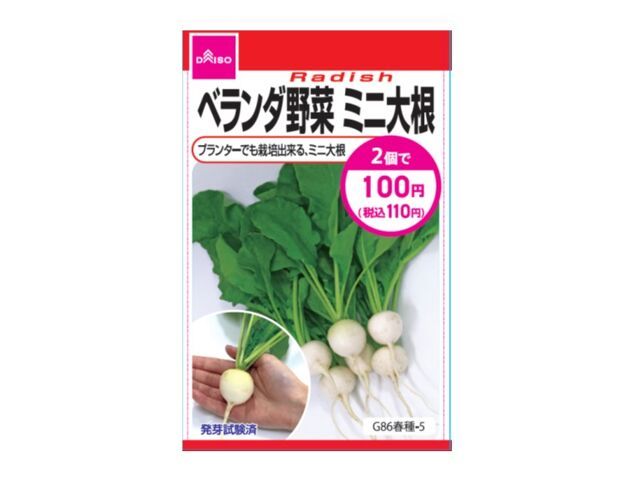 DAISO
Radish
ベランダ野菜 ミニ大根
プランターでも栽培出来る、ミニ大根
2個で
100円
(税込110円)
発芽試験済
G86春種-5